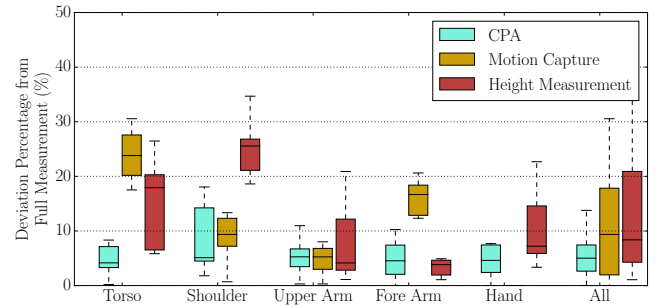 Deviation Percentage from
Full Measurement (%)
50
40
30
20
10
0
CPA
Motion Capture
Height Measurement
Torso
Shoulder
Upper Arm
Fore Arm
Hand
All